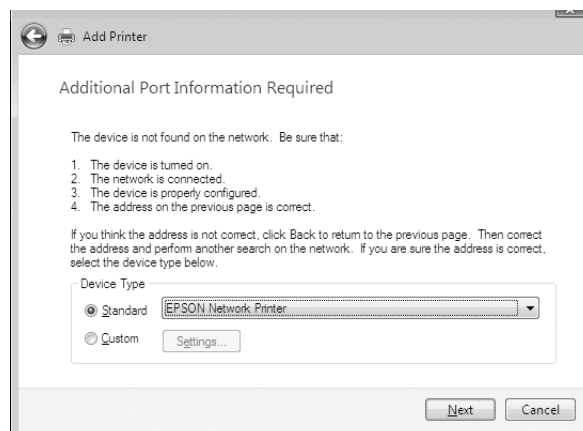 Add Printer
Additional Port Information Required
The device is not found on the network. Be sure that:
1. The device is turned on.
2. The network is connected.
3. The device is properly configured.
4. The address on the previous page is correct.
If you think the address is not correct, click Back to return to the previous page. Then correct
the address and perform another search on the network. If you are sure the address is correct,
select the device type below.
Device Type
Standard
EPSON Network Printer
Custom
Settings...
Next
Cancel